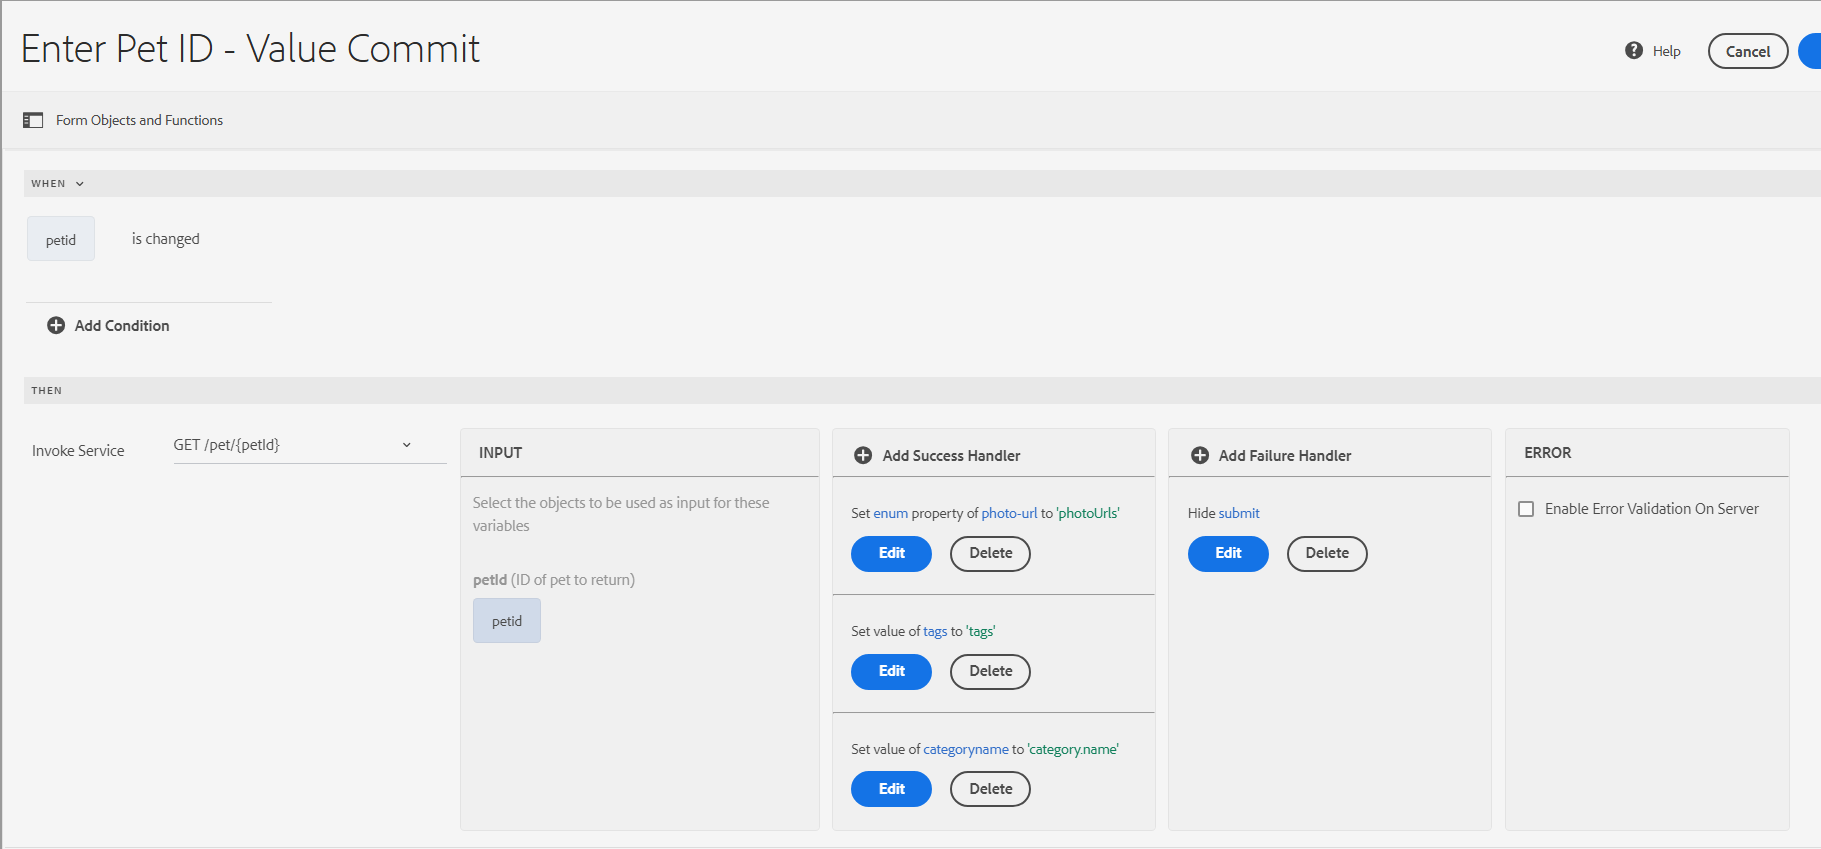 Enter Pet ID - Value Commit
Help
Cancel
Form Objects and Functions
WHEN
petid
is changed
Add Condition
THEN
Invoke Service
GET /pet/{petId}
INPUT
Select the objects to be used as input for these
variables
petId (ID of pet to return)
petid
Add Success Handler
Set enum property of photo-url to 'photoUrls'
Edit
Delete
Set value of tags to 'tags'
Edit
Delete
Set value of categoryname to 'category.name'
Edit
Delete
Add Failure Handler
Hide submit
Edit
Delete
ERROR
Enable Error Validation On Server